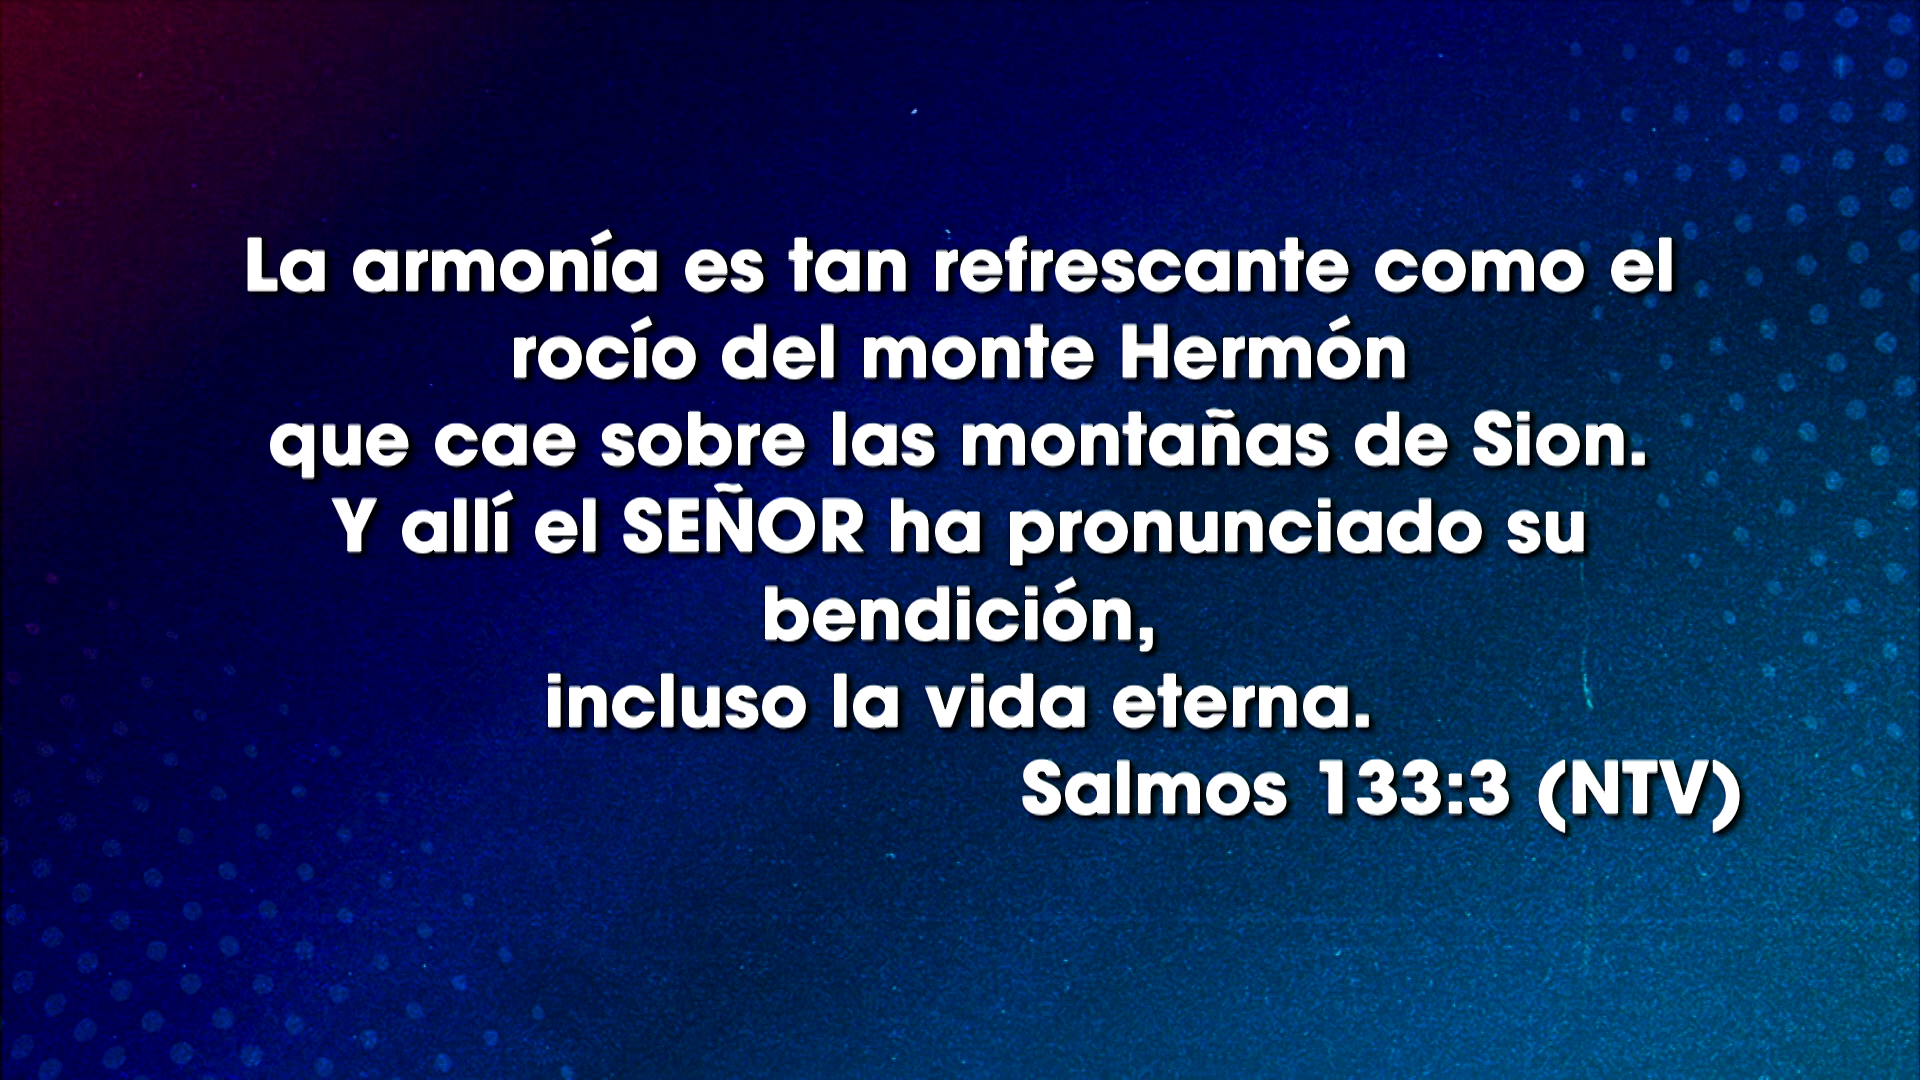 La armonía es tan refrescante como el
rocío del monte Hermón
que cae sobre las montañas de Sion.
Y allí el SEÑOR ha pronunciado su
bendición,
incluso la vida eterna.
Salmos 133:3 (NTV)